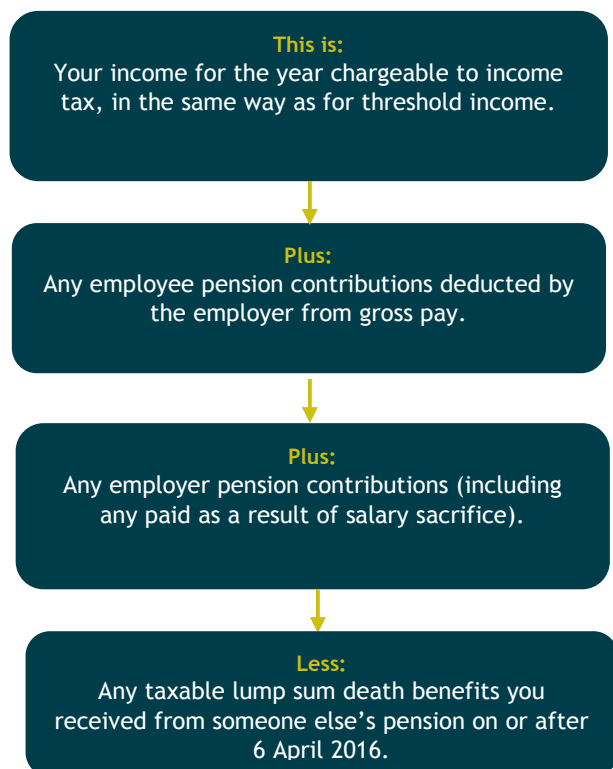 This is:
Your income for the year chargeable to income
tax, in the same way as for threshold income.
Plus:
Any employee pension contributions deducted by
the employer from gross pay.
Plus:
Any employer pension contributions (including
any paid as a result of salary sacrifice).
Less:
Any taxable lump sum death benefits you
received from someone else’s pension on or after
6 April 2016.